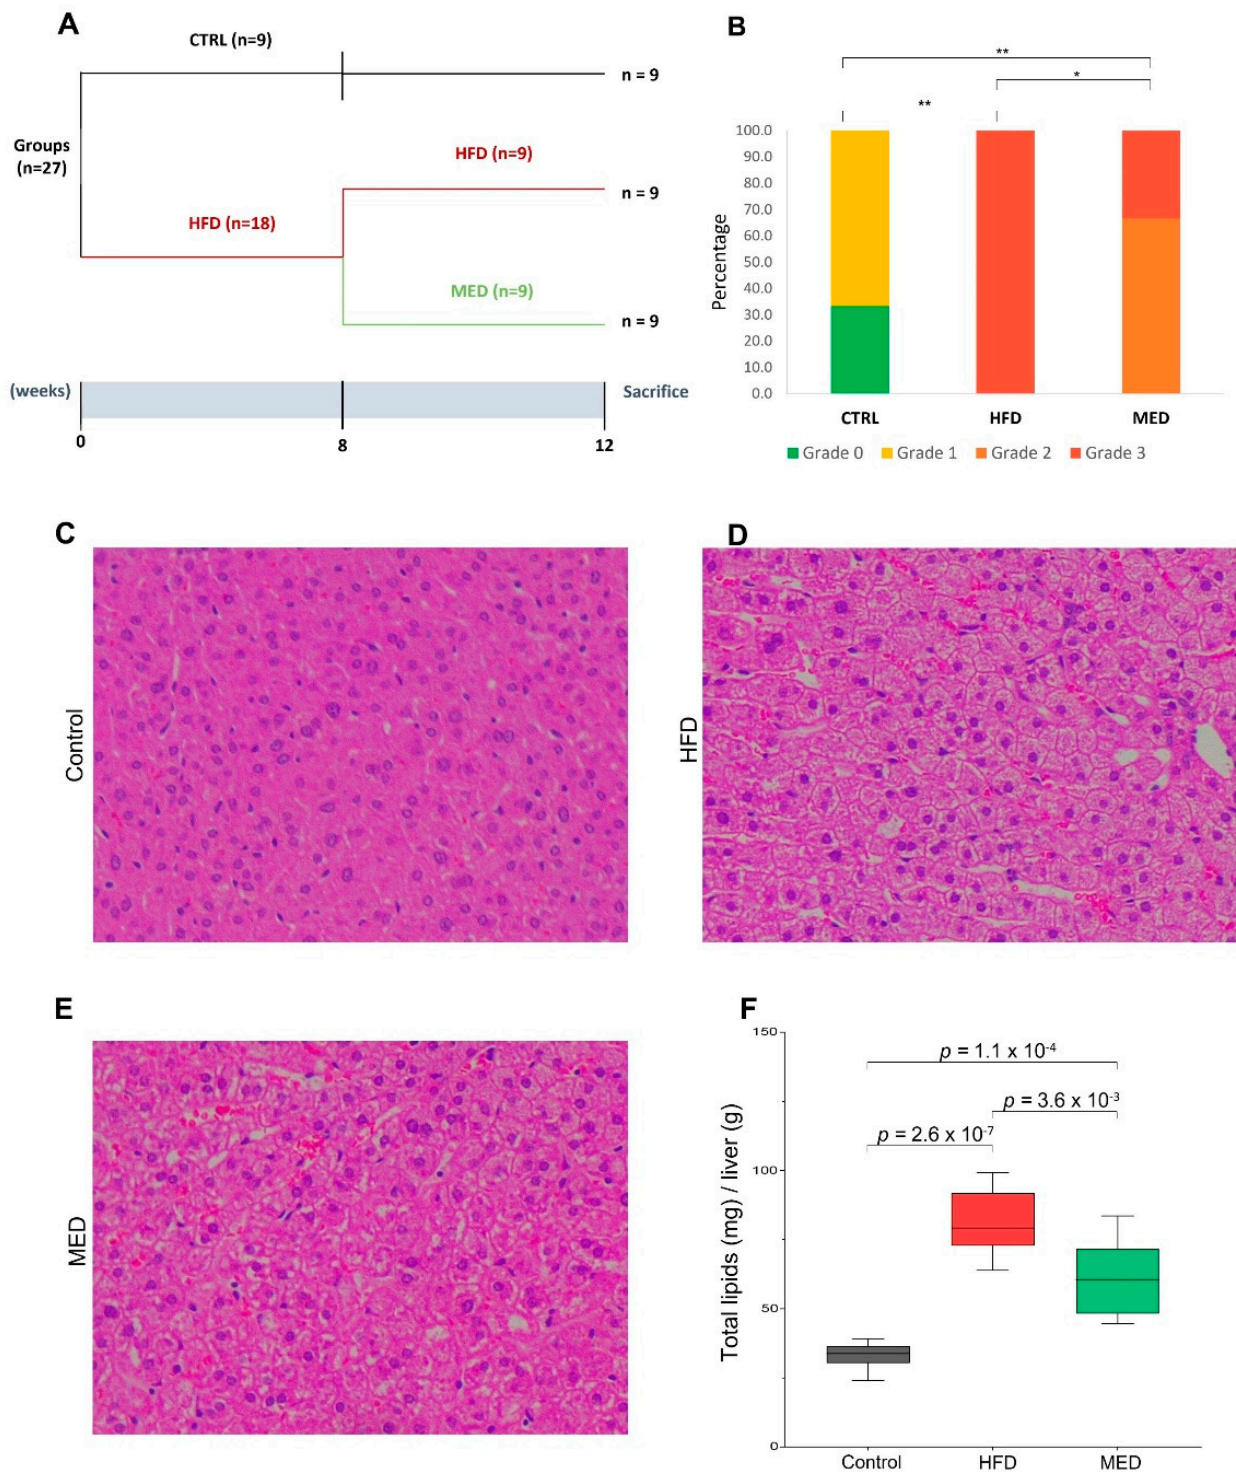 A
CTRL (n=9)
n = 9
Groups
(n=27)
HFD (n=9)
n = 9
HFD (n=18)
MED (n=9)
n = 9
(weeks)
Sacrifice
0
8
12
B
**
*
**
100.0
90.0
80.0
70.0
60.0
50.0
40.0
30.0
20.0
10.0
0.0
Percentage
CTRL
HFD
MED
Grade 0
Grade 1
Grade 2
Grade 3
C
Control
D
HFD
E
MED
F
150
100
50
0
Total lipids (mg) / liver (g)
p = 1.1 x 10⁻⁴
p = 3.6 x 10⁻³
p = 2.6 x 10⁻⁷
Control
HFD
MED